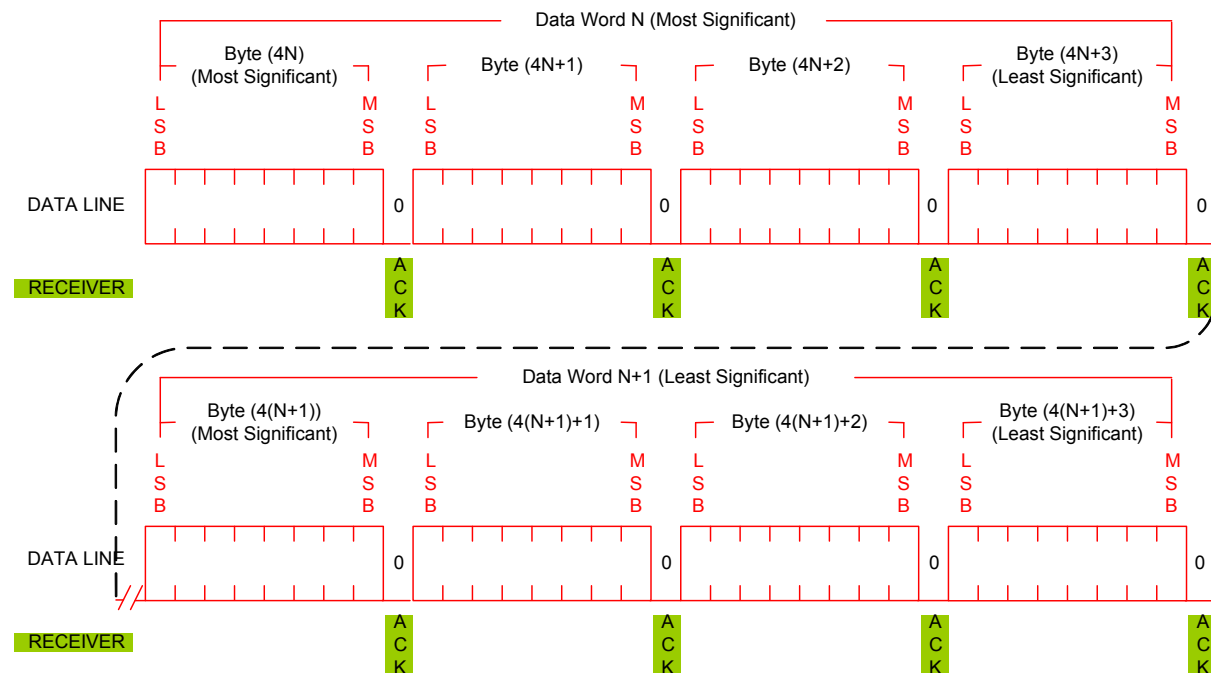 Data Word N (Most Significant)
Byte (4N)
(Most Significant)
Byte (4N+1)
Byte (4N+2)
Byte (4N+3)
(Least Significant)
L M L M L M L M
S S S S S S S S
B B B B B B B B
DATA LINE 0 0 0 0
A A A A
RECEIVER C C C C
K K K K
Data Word N+1 (Least Significant)
Byte (4(N+1))
(Most Significant)
Byte (4(N+1)+1)
Byte (4(N+1)+2)
Byte (4(N+1)+3)
(Least Significant)
L M L M L M L M
S S S S S S S S
B B B B B B B B
DATA LINE 0 0 0 0
A A A A
RECEIVER C C C C
K K K K